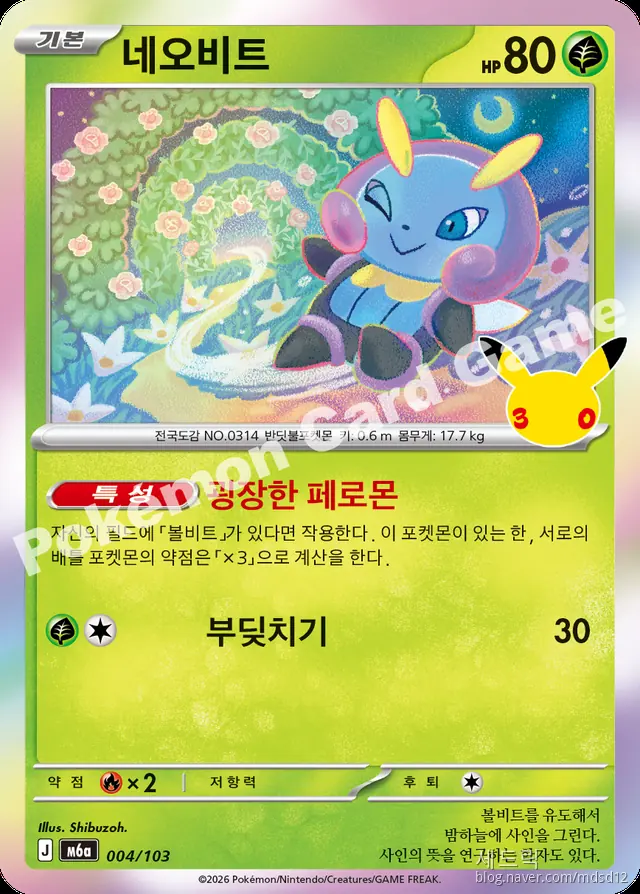 기본
네오비트
HP 80
30
전국도감 NO.0314 반딧불포켓몬 키: 0.6 m 몸무게: 17.7 kg
특성 굉장한 페로몬
자신의 필드에 「볼비트」가 있다면 작용한다. 이 포켓몬이 있는 한, 서로의
배틀 포켓몬의 약점은 「×3」으로 계산을 한다.
부딪치기 30
약점 ×2 저항력 후퇴
볼비트를 유도해서
밤하늘에 사인을 그린다.
사인의 뜻을 연구하는 학자도 있다.
Illus. Shibuzoh.
J M6a 004/103
©2026 Pokémon/Nintendo/Creatures/GAME FREAK.
Pokémon Card Game
blog.naver.com/mdsd12